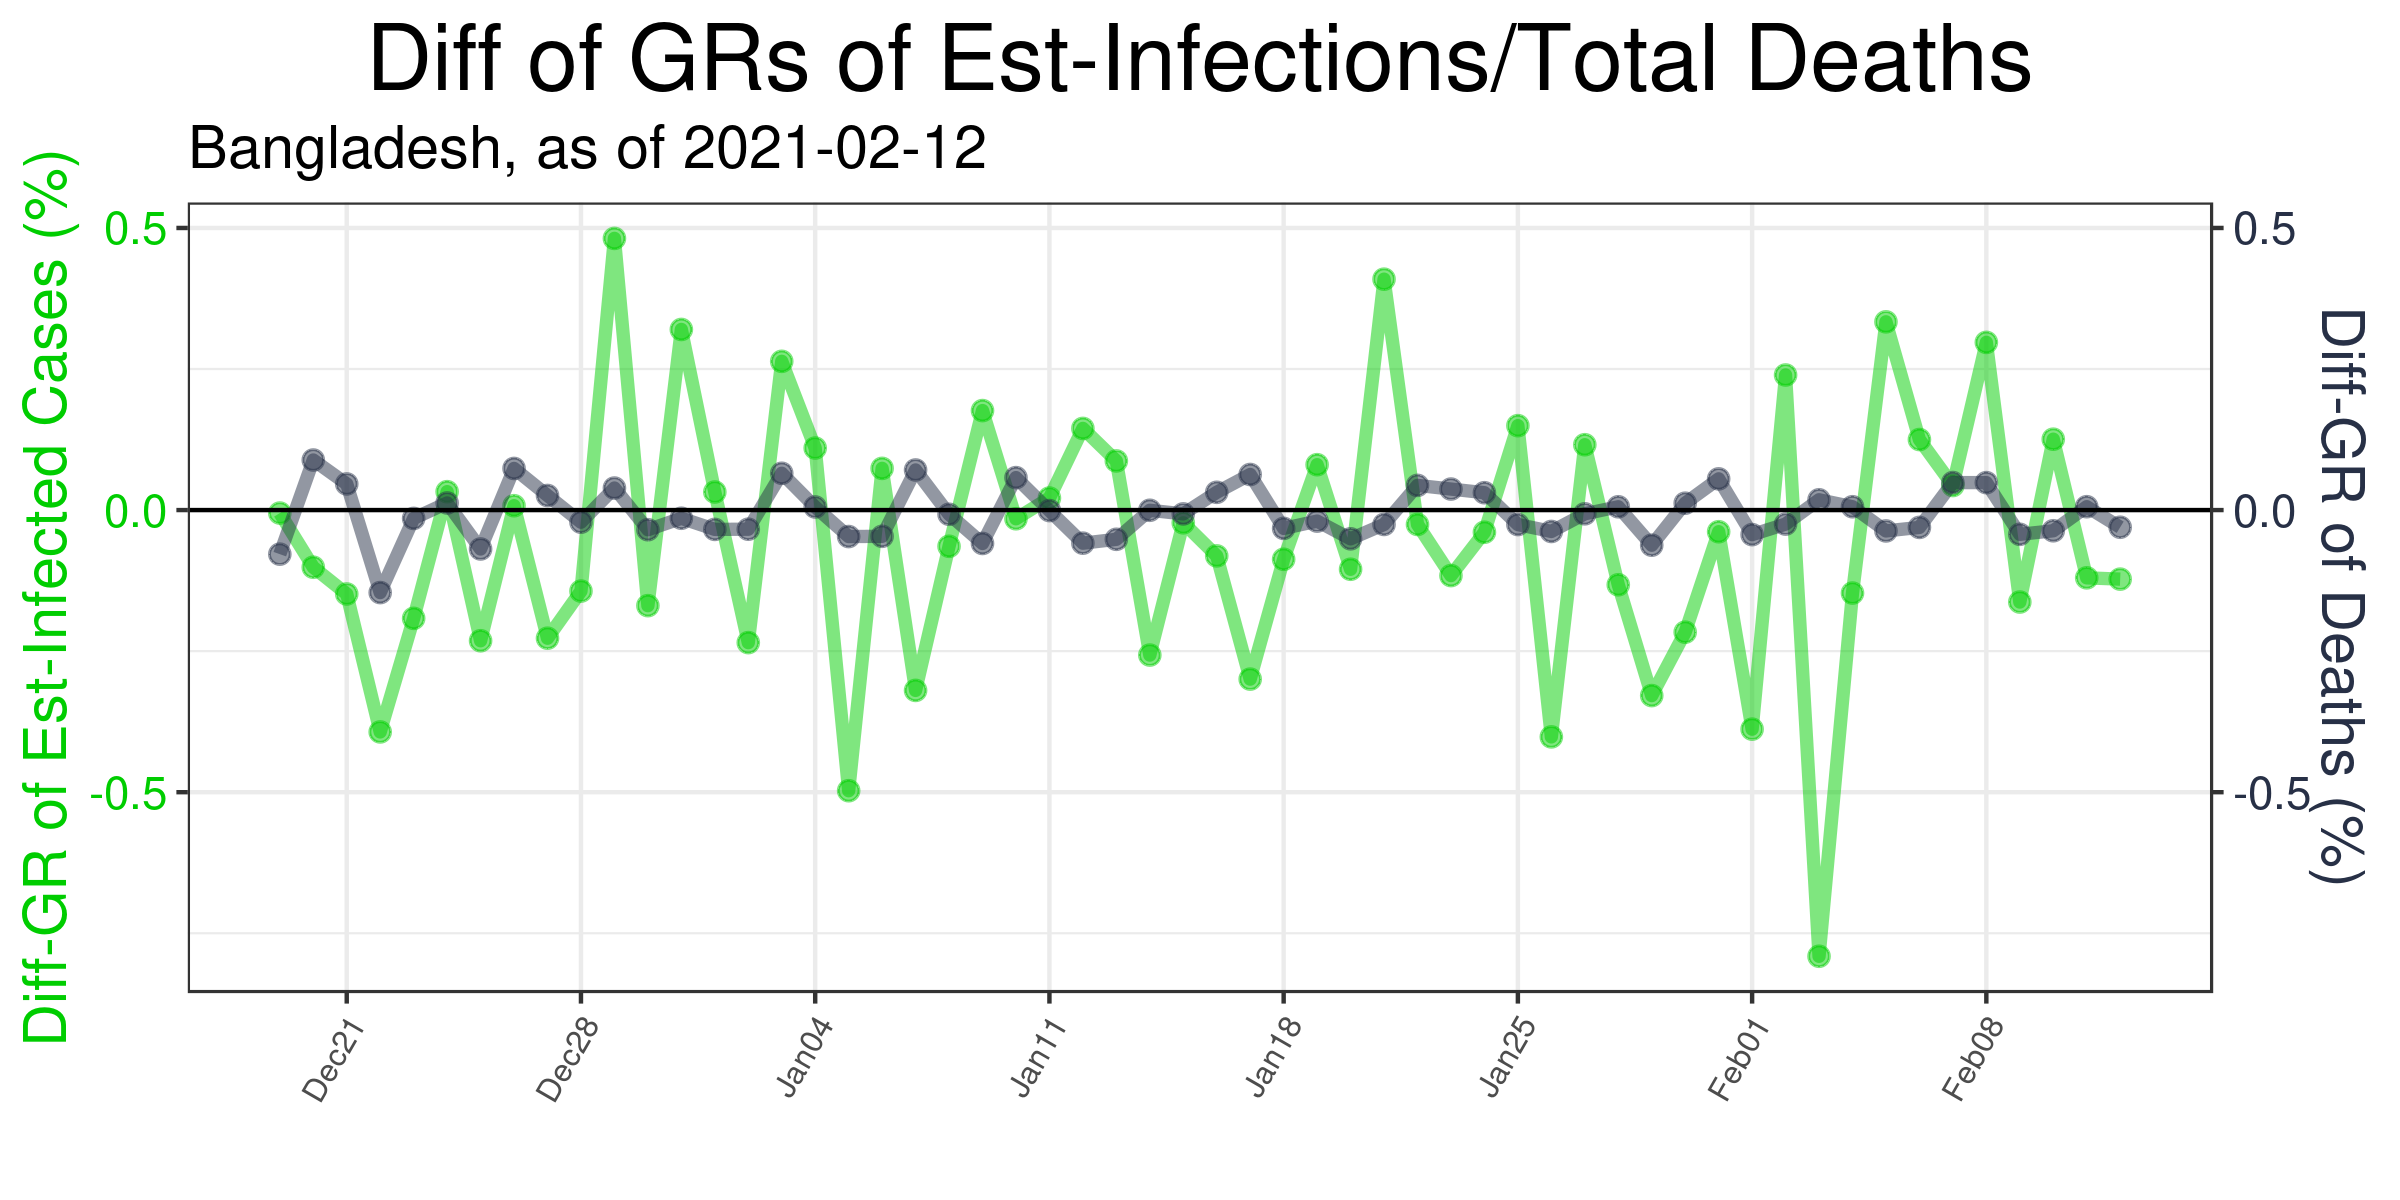 Diff of GRs of Est-Infections/Total Deaths
Bangladesh, as of 2021-02-12
Diff-GR of Est-Infected Cases (%)
0.5
0.0
-0.5
0.5
0.0
-0.5
Diff-GR of Deaths (%)
Dec21
Dec28
Jan04
Jan11
Jan18
Jan25
Feb01
Feb08